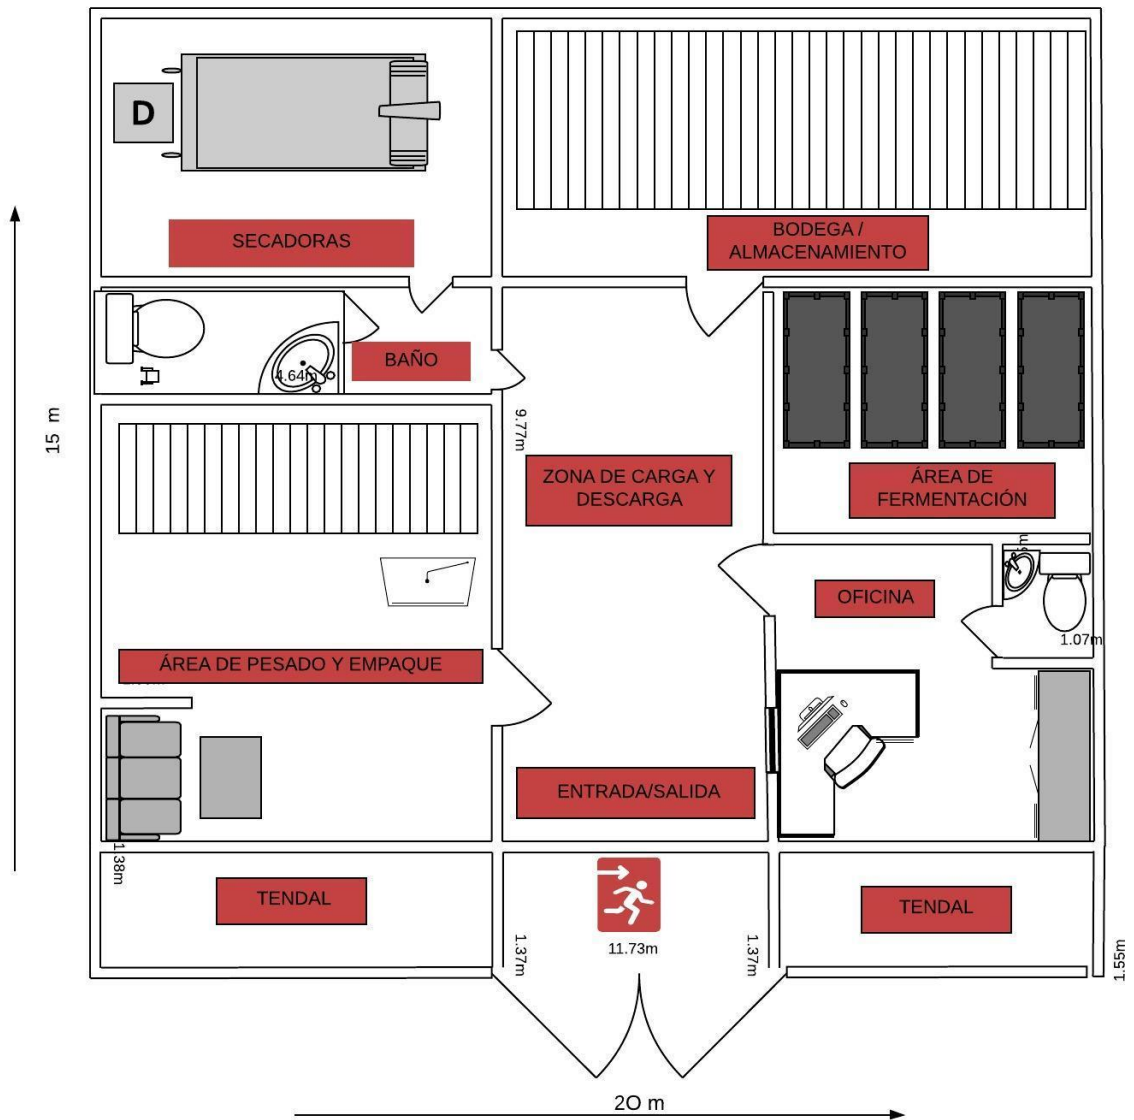 D
SECADORAS
BODEGA /
ALMACENAMIENTO
BAÑO
4.64m
15 m
9.77m
ZONA DE CARGA Y
DESCARGA
ÁREA DE
FERMENTACIÓN
OFICINA
1.07m
ÁREA DE PESADO Y EMPAQUE
ENTRADA/SALIDA
1.38m
TENDAL
TENDAL
11.73m
1.37m
1.37m
1.55m
2O m